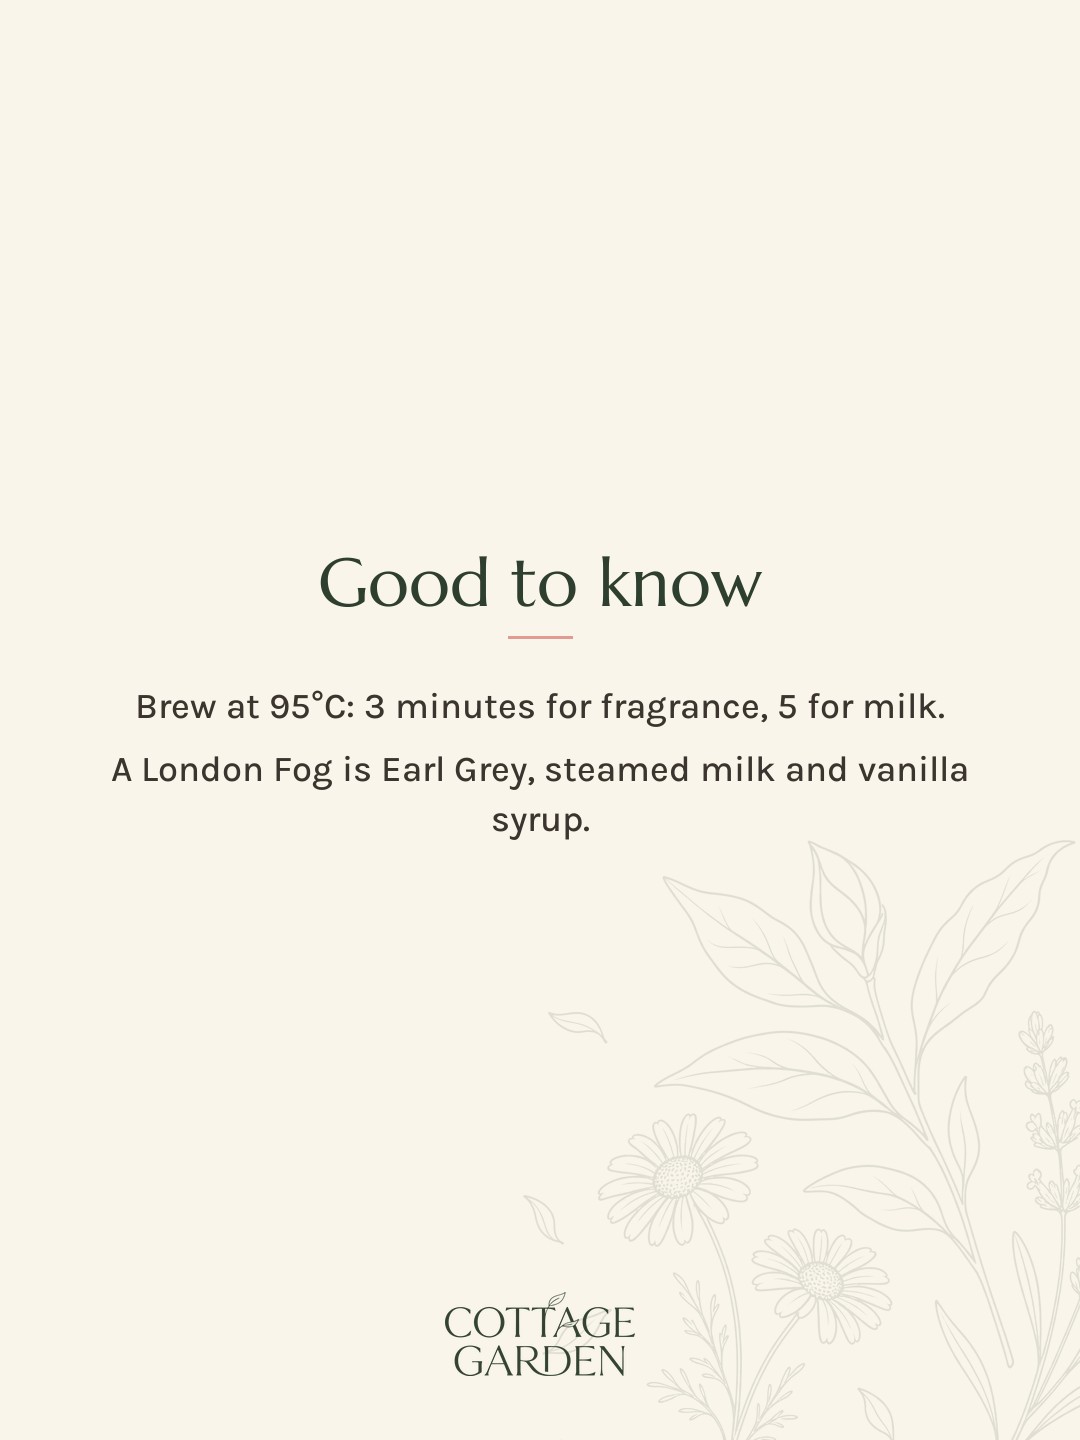 Good to know
Brew at 95°C: 3 minutes for fragrance, 5 for milk.
A London Fog is Earl Grey, steamed milk and vanilla
syrup.
COTTAGE
GARDEN